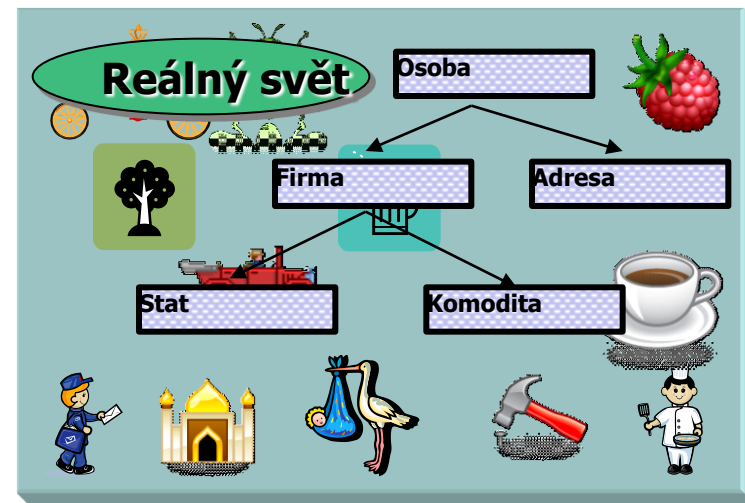 Reálný svět
Osoba
Firma
Adresa
Stat
Komodita